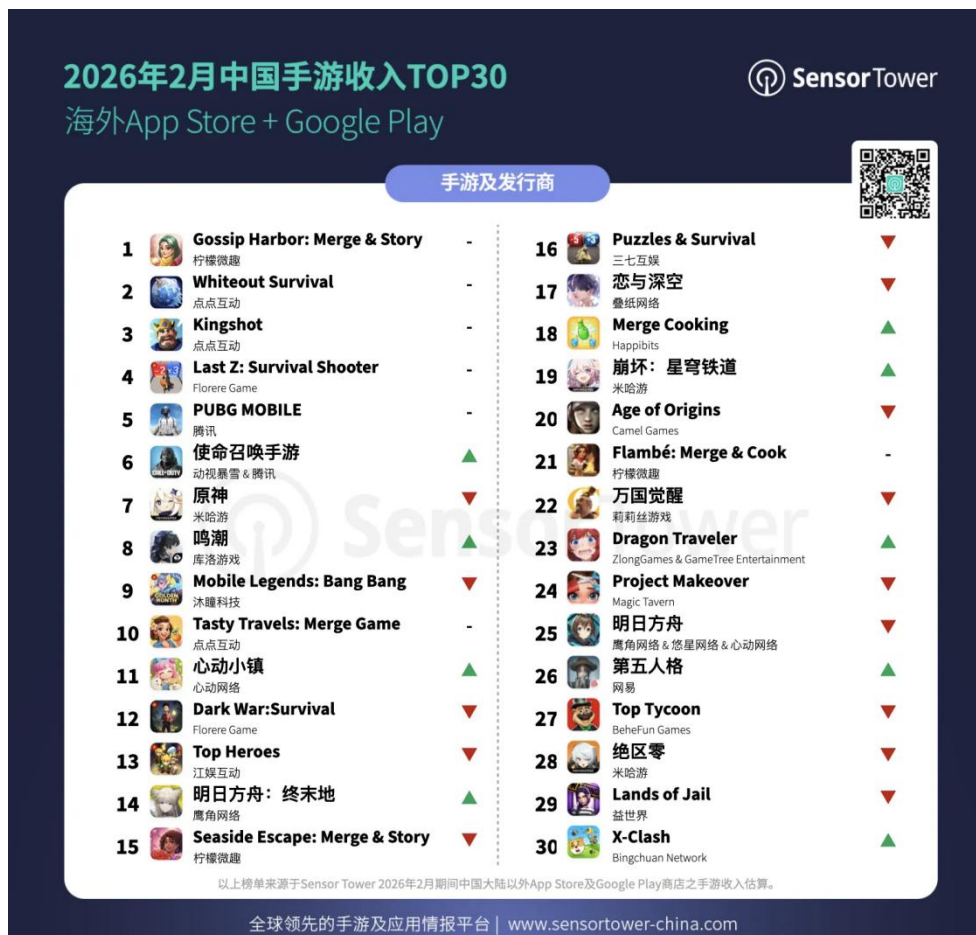 2026年2月中国手游收入TOP30
SensorTower
海外App Store + Google Play
手游及发行商
1
Gossip Harbor: Merge & Story
-
柠檬微趣
2
Whiteout Survival
-
点点互动
3
Kingshot
-
点点互动
4
Last Z: Survival Shooter
-
Florere Game
5
PUBG MOBILE
-
腾讯
6
使命召唤手游
▲
动视暴雪 & 腾讯
7
原神
▼
米哈游
8
鸣潮
▲
库洛游戏
9
Mobile Legends: Bang Bang
▼
沐瞳科技
10
Tasty Travels: Merge Game
-
点点互动
11
心动小镇
▲
心动网络
12
Dark War:Survival
▼
Florere Game
13
Top Heroes
▼
江娱互动
14
明日方舟：终末地
▲
鹰角网络
15
Seaside Escape: Merge & Story
▼
柠檬微趣
16
Puzzles & Survival
▼
三七互娱
17
恋与深空
▼
叠纸网络
18
Merge Cooking
▲
Happibits
19
崩坏：星穹铁道
▲
米哈游
20
Age of Origins
▼
Camel Games
21
Flambé: Merge & Cook
-
柠檬微趣
22
万国觉醒
▼
莉莉丝游戏
23
Dragon Traveler
▲
ZlongGames & GameTree Entertainment
24
Project Makeover
▼
Magic Tavern
25
明日方舟
▼
鹰角网络 & 悠星网络 & 心动网络
26
第五人格
▲
网易
27
Top Tycoon
▼
BeheFun Games
28
绝区零
▼
米哈游
29
Lands of Jail
▼
益世界
30
X-Clash
▲
Bingchuan Network
SensorTower
以上榜单来源于Sensor Tower 2026年2月期间中国大陆以外App Store及Google Play商店之手游收入估算。
全球领先的手游及应用情报平台 | www.sensortower-china.com